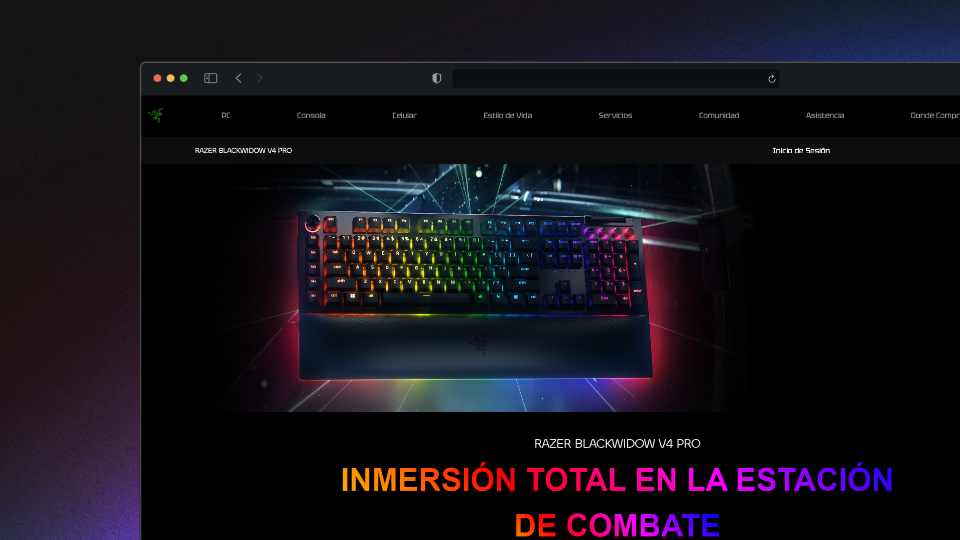 PC Consola Celular Estilo de Vida Servicios Comunidad Asistencia Donde Compr
RAZER BLACKWIDOW V4 PRO Inicio de Sesión
RAZER BLACKWIDOW V4 PRO
INMERSIÓN TOTAL EN LA ESTACIÓN
DE COMBATE